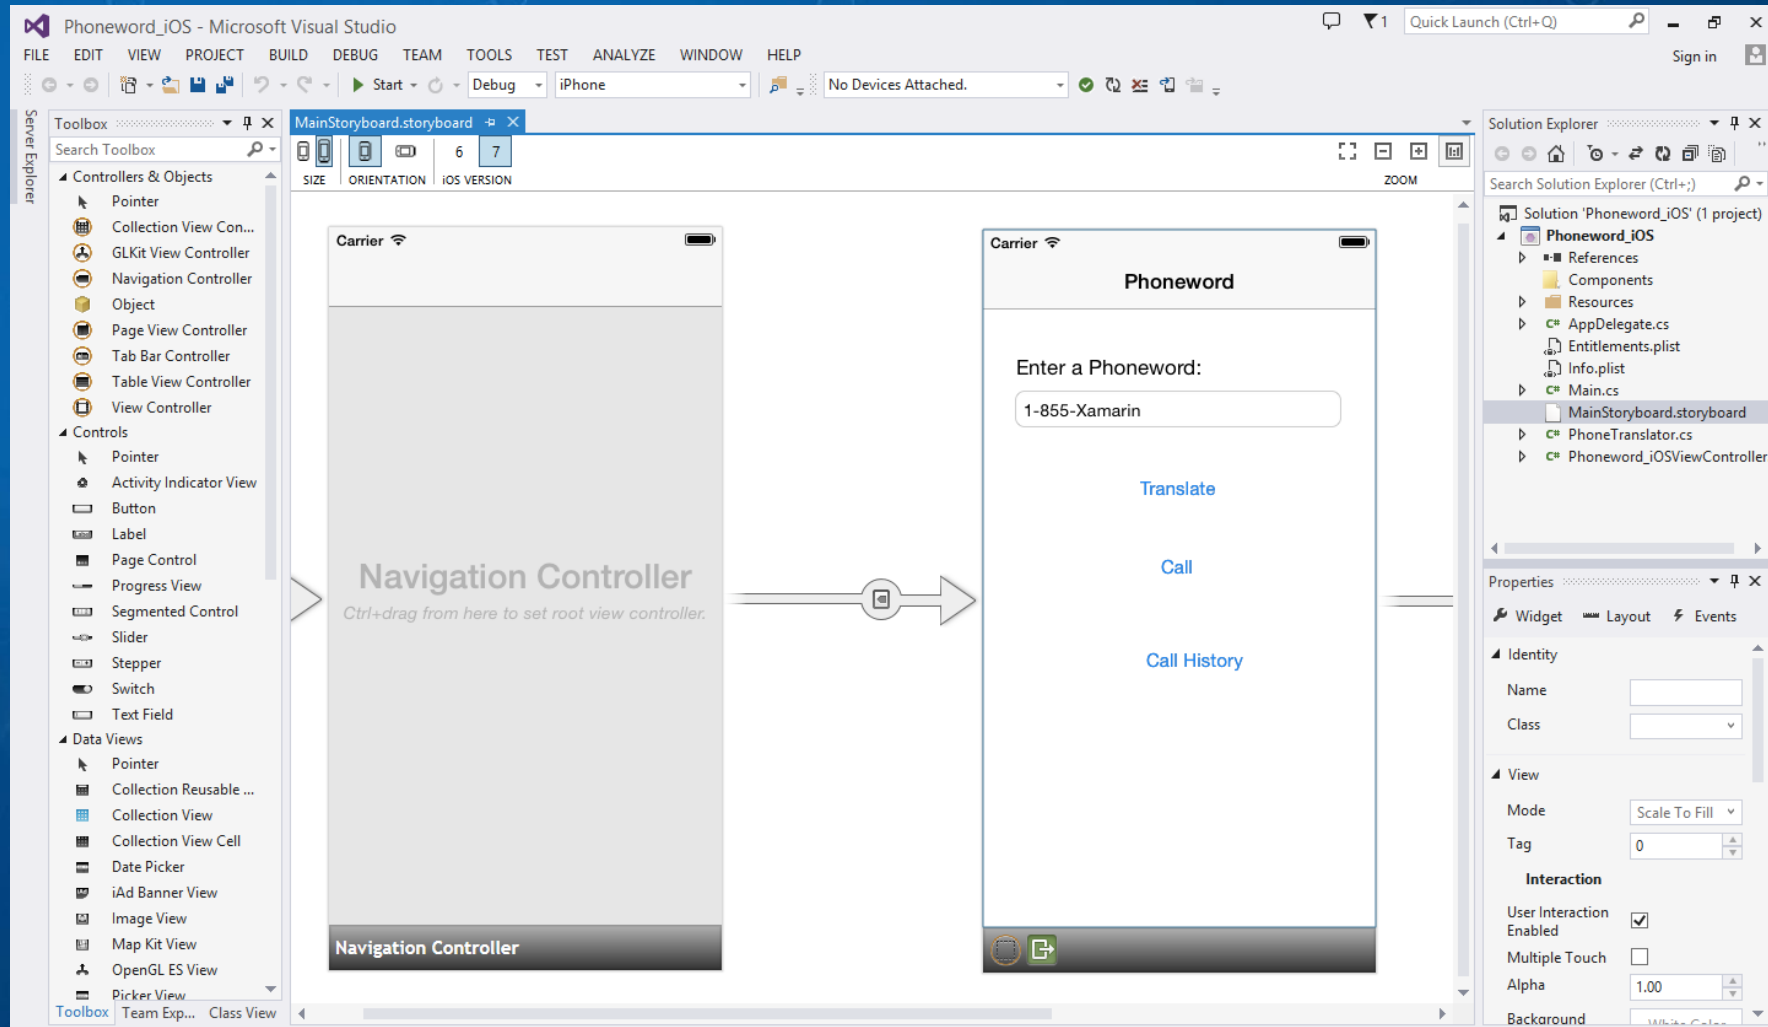 Phoneword_iOS - Microsoft Visual Studio
1
Quick Launch (Ctrl+Q)
FILE EDIT VIEW PROJECT BUILD DEBUG TEAM TOOLS TEST ANALYZE WINDOW HELP
Sign in
Start Debug iPhone No Devices Attached.
Server Explorer
Toolbox
Search Toolbox
Controllers & Objects
Pointer
Collection View Con...
GLKit View Controller
Navigation Controller
Object
Page View Controller
Tab Bar Controller
Table View Controller
View Controller
Controls
Pointer
Activity Indicator View
Button
Label
Page Control
Progress View
Segmented Control
Slider
Stepper
Switch
Text Field
Data Views
Pointer
Collection Reusable ...
Collection View
Collection View Cell
Date Picker
iAd Banner View
Image View
Map Kit View
OpenGL ES View
Picker View
Toolbox Team Exp... Class View
MainStoryboard.storyboard
6 7
SIZE ORIENTATION iOS VERSION
ZOOM
Carrier
Navigation Controller
Ctrl+drag from here to set root view controller.
Navigation Controller
Carrier
Phoneword
Enter a Phoneword:
1-855-Xamarin
Translate
Call
Call History
Solution Explorer
Search Solution Explorer (Ctrl+;)
Solution 'Phoneword_iOS' (1 project)
Phoneword_iOS
References
Components
Resources
C# AppDelegate.cs
Entitlements.plist
Info.plist
C# Main.cs
MainStoryboard.storyboard
C# PhoneTranslator.cs
C# Phoneword_iOSViewController
Properties
Widget Layout Events
Identity
Name
Class
View
Mode Scale To Fill
Tag 0
Interaction
User Interaction
Enabled
Multiple Touch
Alpha 1.00
Background White Color